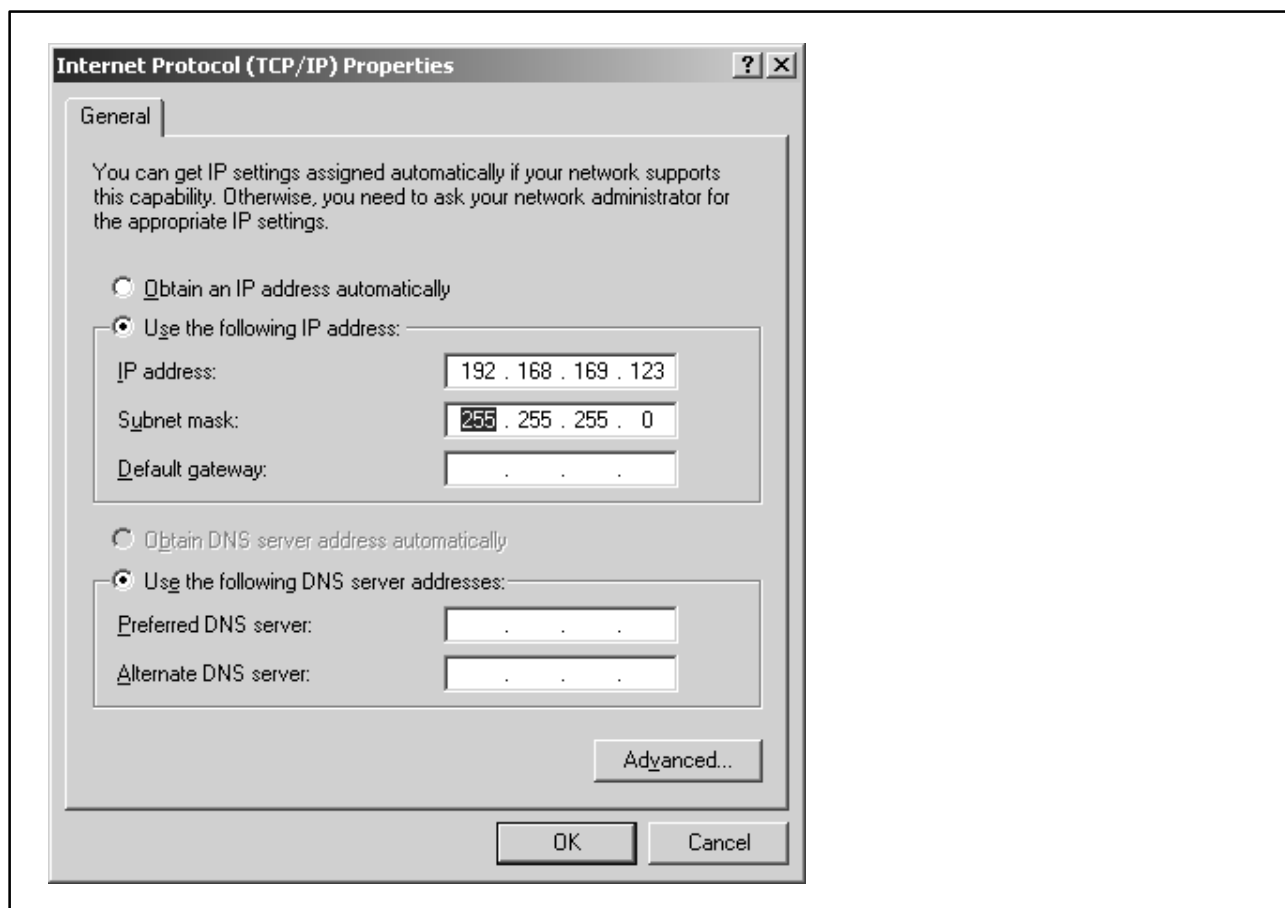 Internet Protocol (TCP/IP) Properties
General
You can get IP settings assigned automatically if your network supports
this capability. Otherwise, you need to ask your network administrator for
the appropriate IP settings.
Obtain an IP address automatically
Use the following IP address:
IP address: 192 . 168 . 169 . 123
Subnet mask: 255 . 255 . 255 . 0
Default gateway: . . .
Obtain DNS server address automatically
Use the following DNS server addresses:
Preferred DNS server: . . .
Alternate DNS server: . . .
Advanced...
OK Cancel